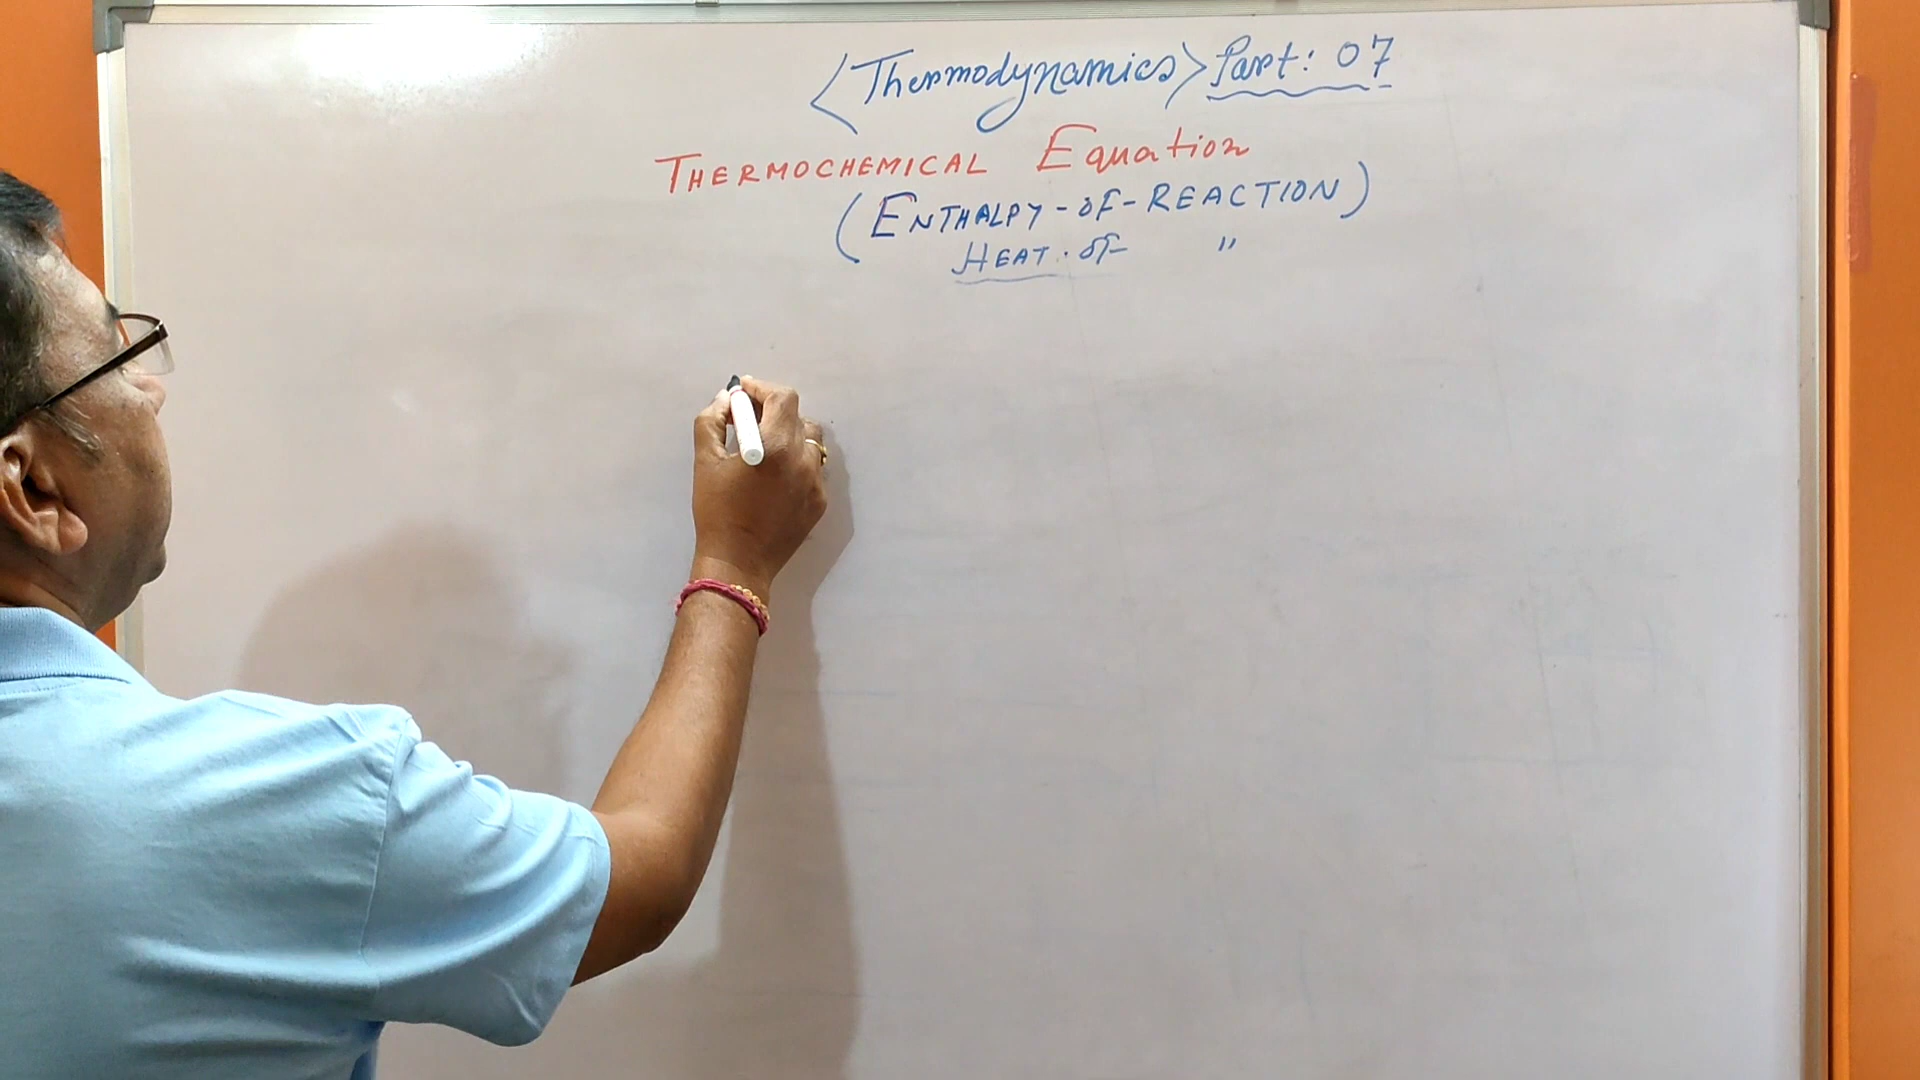 <Thermodynamics> Part: 07
THERMOCHEMICAL Equation
(ENTHALPY-OF-REACTION)
HEAT. OF "